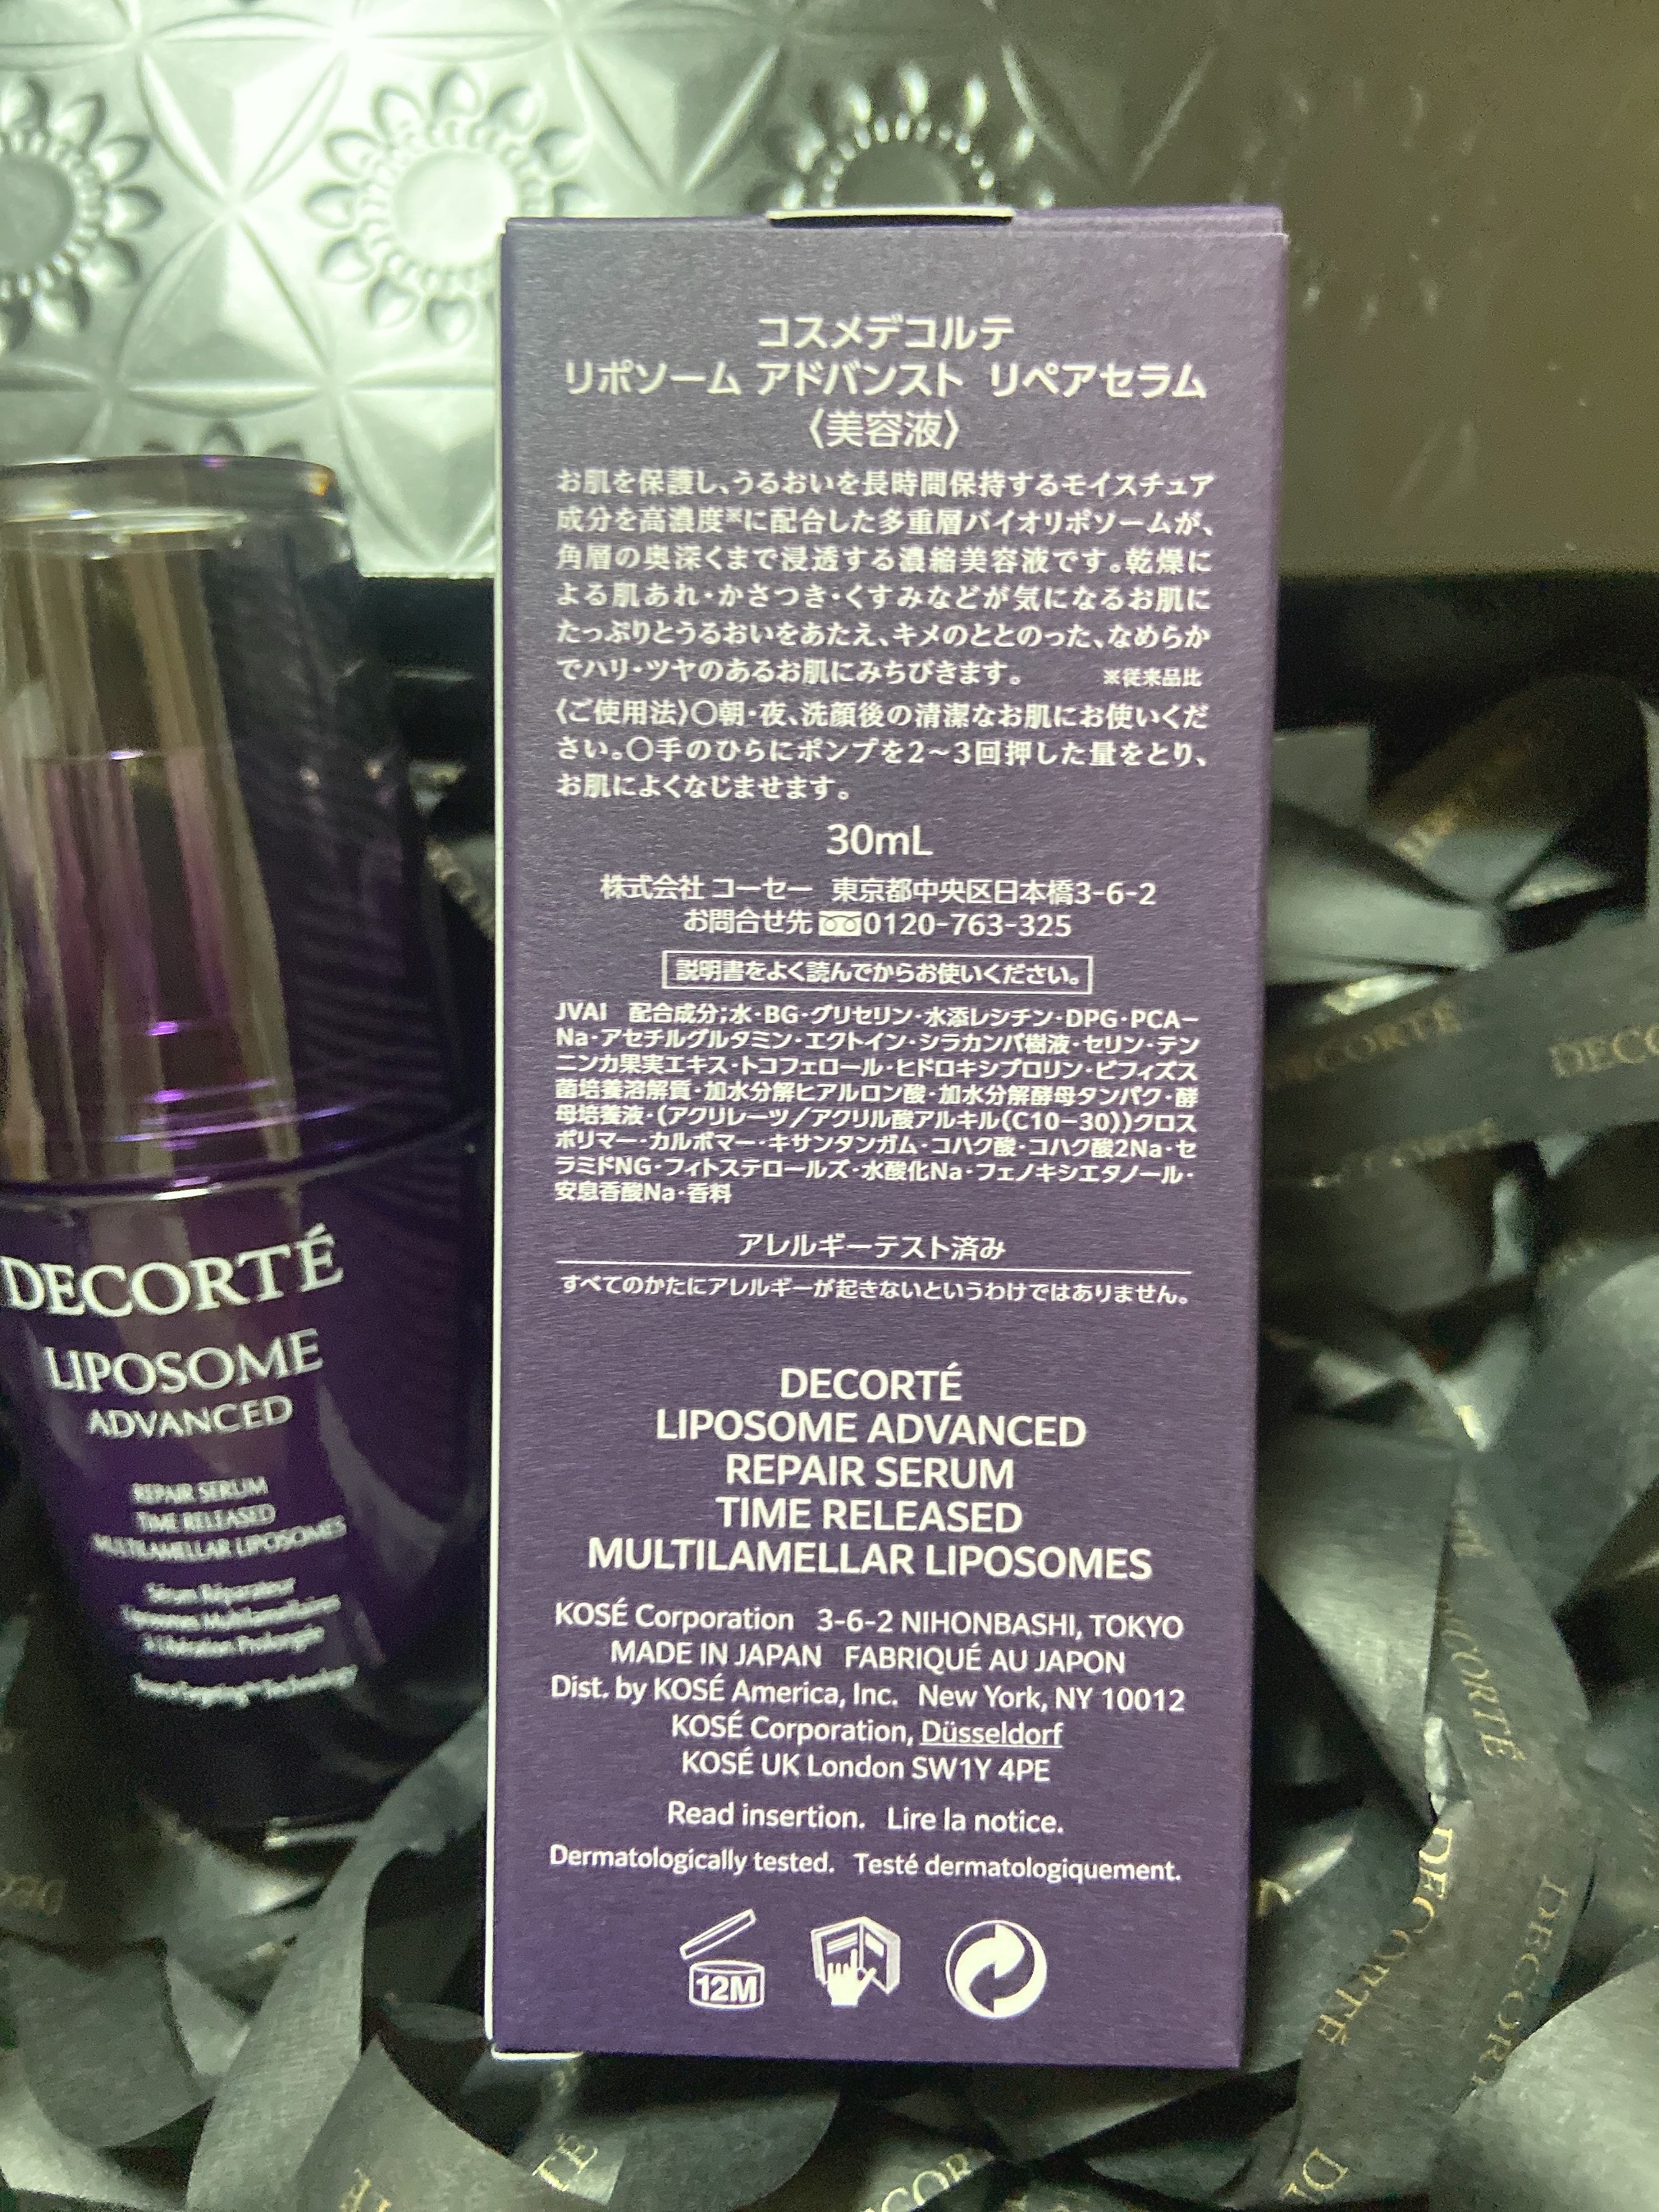 コスメデコルテ
リポソーム アドバンスト リペアセラム
〈美容液〉
お肌を保護し、うるおいを長時間保持するモイスチュア
成分を高濃度※に配合した多重層バイオリポソームが、
角層の奥深くまで浸透する濃縮美容液です。乾燥に
よる肌あれ・かさつき・くすみなどが気になるお肌に
たっぷりとうるおいをあたえ、キメのととのった、なめらか
でハリ・ツヤのあるお肌にみちびきます。 ※従来品比
〈ご使用法〉〇朝・夜、洗顔後の清潔なお肌にお使いくだ
さい。〇手のひらにポンプを2～3回押した量をとり、
お肌によくなじませます。
30mL
株式会社 コーセー 東京都中央区日本橋3-6-2
お問合せ先 0120-763-325
説明書をよく読んでからお使いください。
JVAI 配合成分;水・BG・グリセリン・水添レシチン・DPG・PCA-
Na・アセチルグルタミン・エクトイン・シラカンバ樹液・セリン・テン
ニンカ果実エキス・トコフェロール・ヒドロキシプロリン・ビフィズス
菌培養溶解質・加水分解ヒアルロン酸・加水分解酵母タンパク・酵
母培養液・(アクリレーツ/アクリル酸アルキル(C10-30))クロス
ポリマー・カルボマー・キサンタンガム・コハク酸・コハク酸2Na・セ
ラミドNG・フィトステロールズ・水酸化Na・フェノキシエタノール・
安息香酸Na・香料
アレルギーテスト済み
すべてのかたにアレルギーが起きないというわけではありません。
DECORTÉ
LIPOSOME ADVANCED
REPAIR SERUM
TIME RELEASED
MULTILAMELLAR LIPOSOMES
KOSÉ Corporation 3-6-2 NIHONBASHI, TOKYO
MADE IN JAPAN FABRIQUÉ AU JAPON
Dist. by KOSÉ America, Inc. New York, NY 10012
KOSÉ Corporation, Düsseldorf
KOSÉ UK London SW1Y 4PE
Read insertion. Lire la notice.
Dermatologically tested. Testé dermatologiquement.
12M
DECORTÉ
LIPOSOME
ADVANCED
REPAIR SERUM
TIME RELEASED
MULTILAMELLAR LIPOSOMES
Sérum Réparateur
Liposomes Multilamellaires
à Libération Prolongée
DECORTÉ
DECORTÉ
DECORTÉ
DECORTÉ